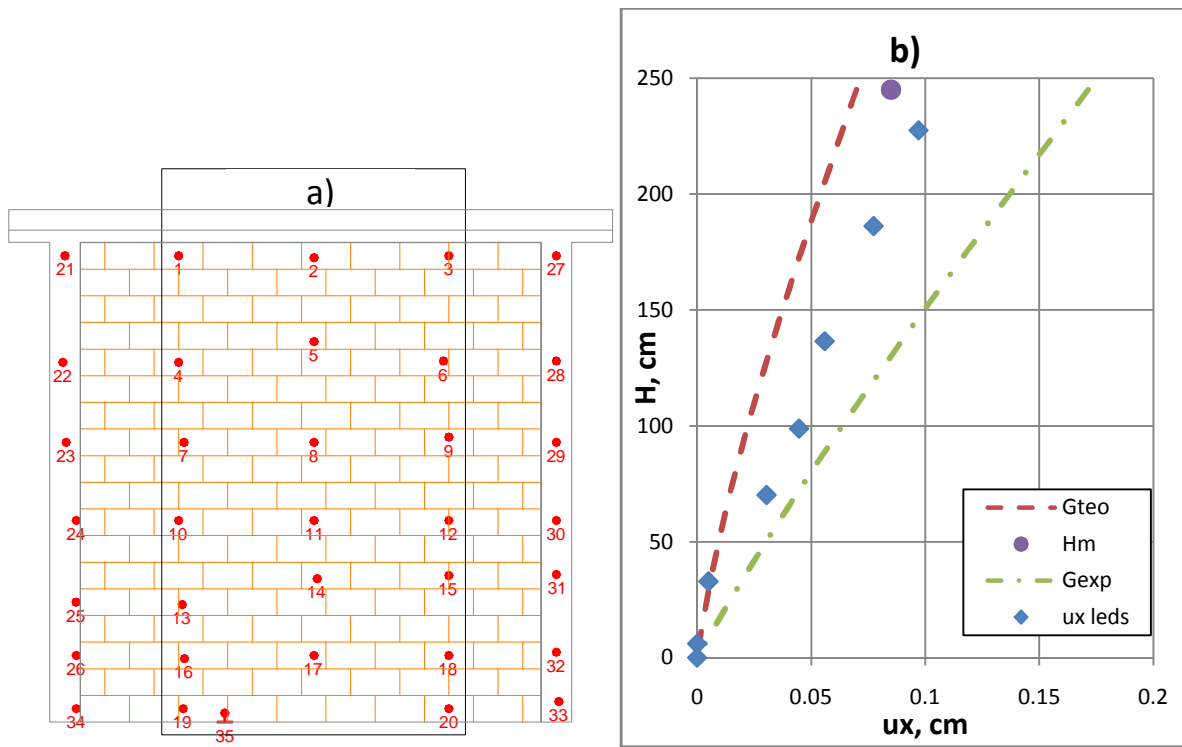 a)
21 1 2 3 27
22 4 5 6 28
23 7 8 9 29
24 10 11 12 30
25 13 14 15 31
26 16 17 18 32
34 19 35 20 33
b)
250
200
150
100
50
0
H, cm
0 0.05 0.1 0.15 0.2
ux, cm
Gteo
Hm
Gexp
ux leds